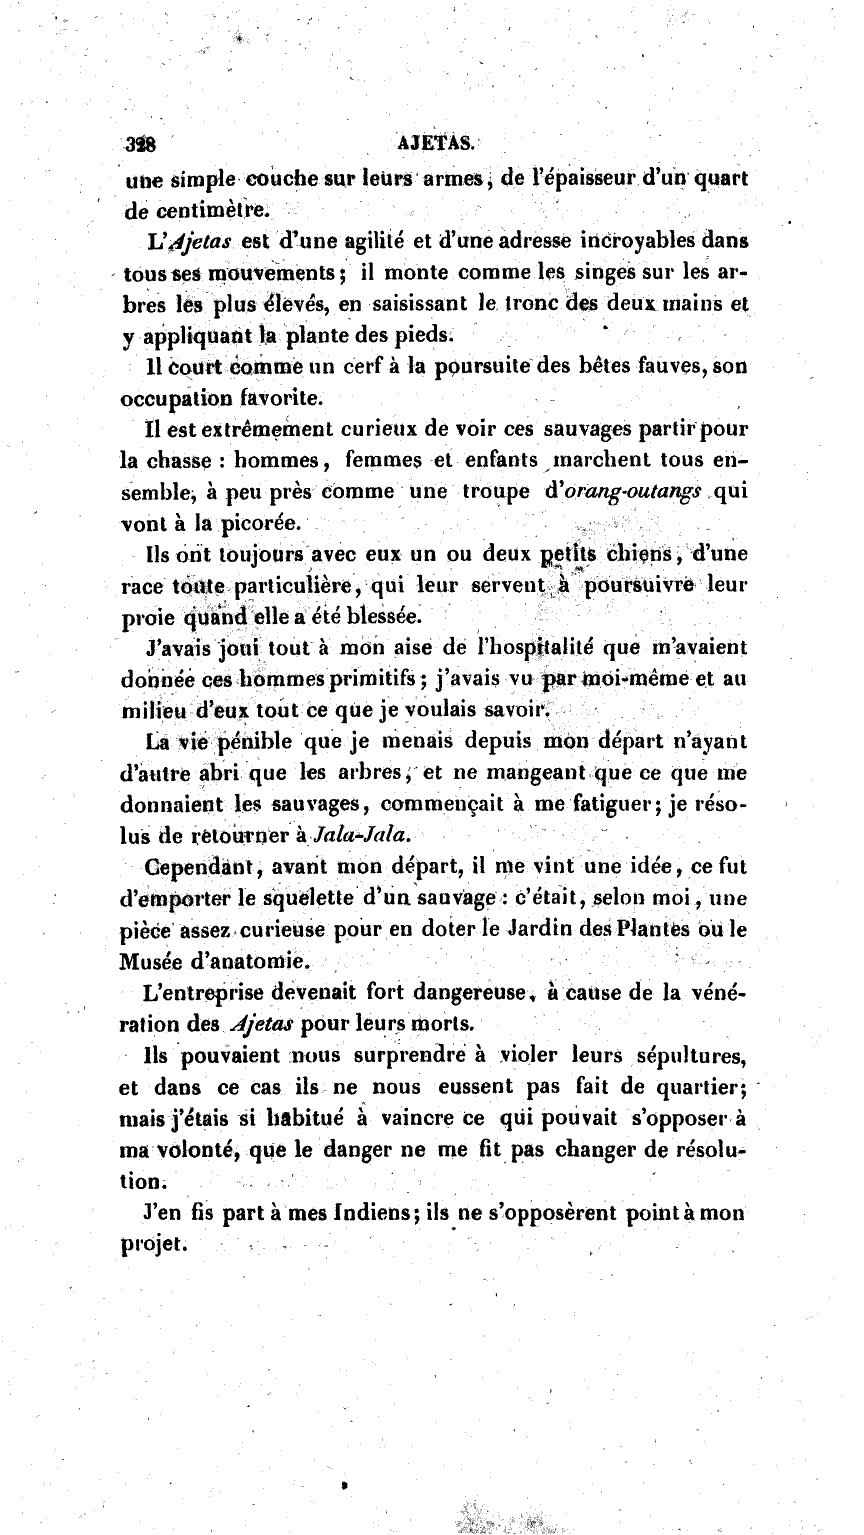 328 AJETAS.
une simple couche sur leurs armes, de l'épaisseur d'un quart
de centimètre.
L'Ajetas est d'une agilité et d'une adresse incroyables dans
tous ses mouvements; il monte comme les singes sur les ar-
bres les plus élevés, en saisissant le tronc des deux mains et
y appliquant la plante des pieds.
Il court comme un cerf à la poursuite des bêtes fauves, son
occupation favorite.
Il est extrêmement curieux de voir ces sauvages partir pour
la chasse : hommes, femmes et enfants marchent tous en-
semble, à peu près comme une troupe d'orang-outangs qui
vont à la picorée.
Ils ont toujours avec eux un ou deux petits chiens, d'une
race toute particulière, qui leur servent à poursuivre leur
proie quand elle a été blessée.
J'avais joui tout à mon aise de l'hospitalité que m'avaient
donnée ces hommes primitifs; j'avais vu par moi-même et au
milieu d'eux tout ce que je voulais savoir.
La vie pénible que je menais depuis mon départ n'ayant
d'autre abri que les arbres, et ne mangeant que ce que me
donnaient les sauvages, commençait à me fatiguer; je réso-
lus de retourner à Jala-Jala.
Cependant, avant mon départ, il me vint une idée, ce fut
d'emporter le squelette d'un sauvage : c'était, selon moi, une
pièce assez curieuse pour en doter le Jardin des Plantes ou le
Musée d'anatomie.
L'entreprise devenait fort dangereuse, à cause de la véné-
ration des Ajetas pour leurs morts.
Ils pouvaient nous surprendre à violer leurs sépultures,
et dans ce cas ils ne nous eussent pas fait de quartier;
mais j'étais si habitué à vaincre ce qui pouvait s'opposer à
ma volonté, que le danger ne me fit pas changer de résolu-
tion.
J'en fis part à mes Indiens; ils ne s'opposèrent point à mon
projet.